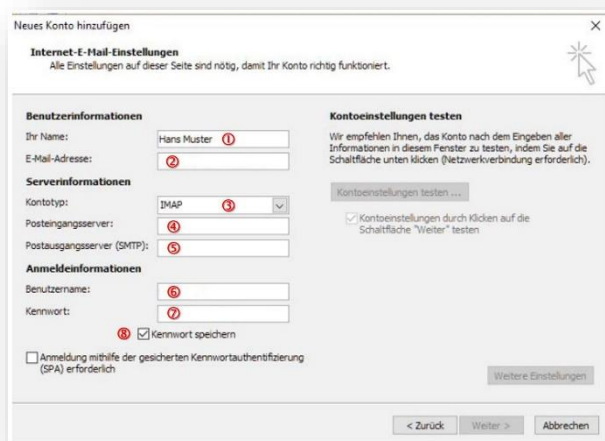 Neues Konto hinzufügen
Internet-E-Mail-Einstellungen
Alle Einstellungen auf dieser Seite sind nötig, damit Ihr Konto richtig funktioniert.
Benutzerinformationen
Ihr Name: Hans Muster ①
E-Mail-Adresse: ②
Serverinformationen
Kontotyp: IMAP ③
Posteingangsserver: ④
Postausgangsserver (SMTP): ⑤
Anmeldeinformationen
Benutzername: ⑥
Kennwort: ⑦
⑧ Kennwort speichern
Anmeldung mithilfe der gesicherten Kennwortauthentifizierung
(SPA) erforderlich
Kontoeinstellungen testen
Wir empfehlen Ihnen, das Konto nach dem Eingeben aller
Informationen in diesem Fenster zu testen, indem Sie auf die
Schaltfläche unten klicken (Netzwerkverbindung erforderlich).
Kontoeinstellungen testen ...
Kontoeinstellungen durch Klicken auf die
Schaltfläche "Weiter" testen
Weitere Einstellungen
< Zurück Weiter > Abbrechen